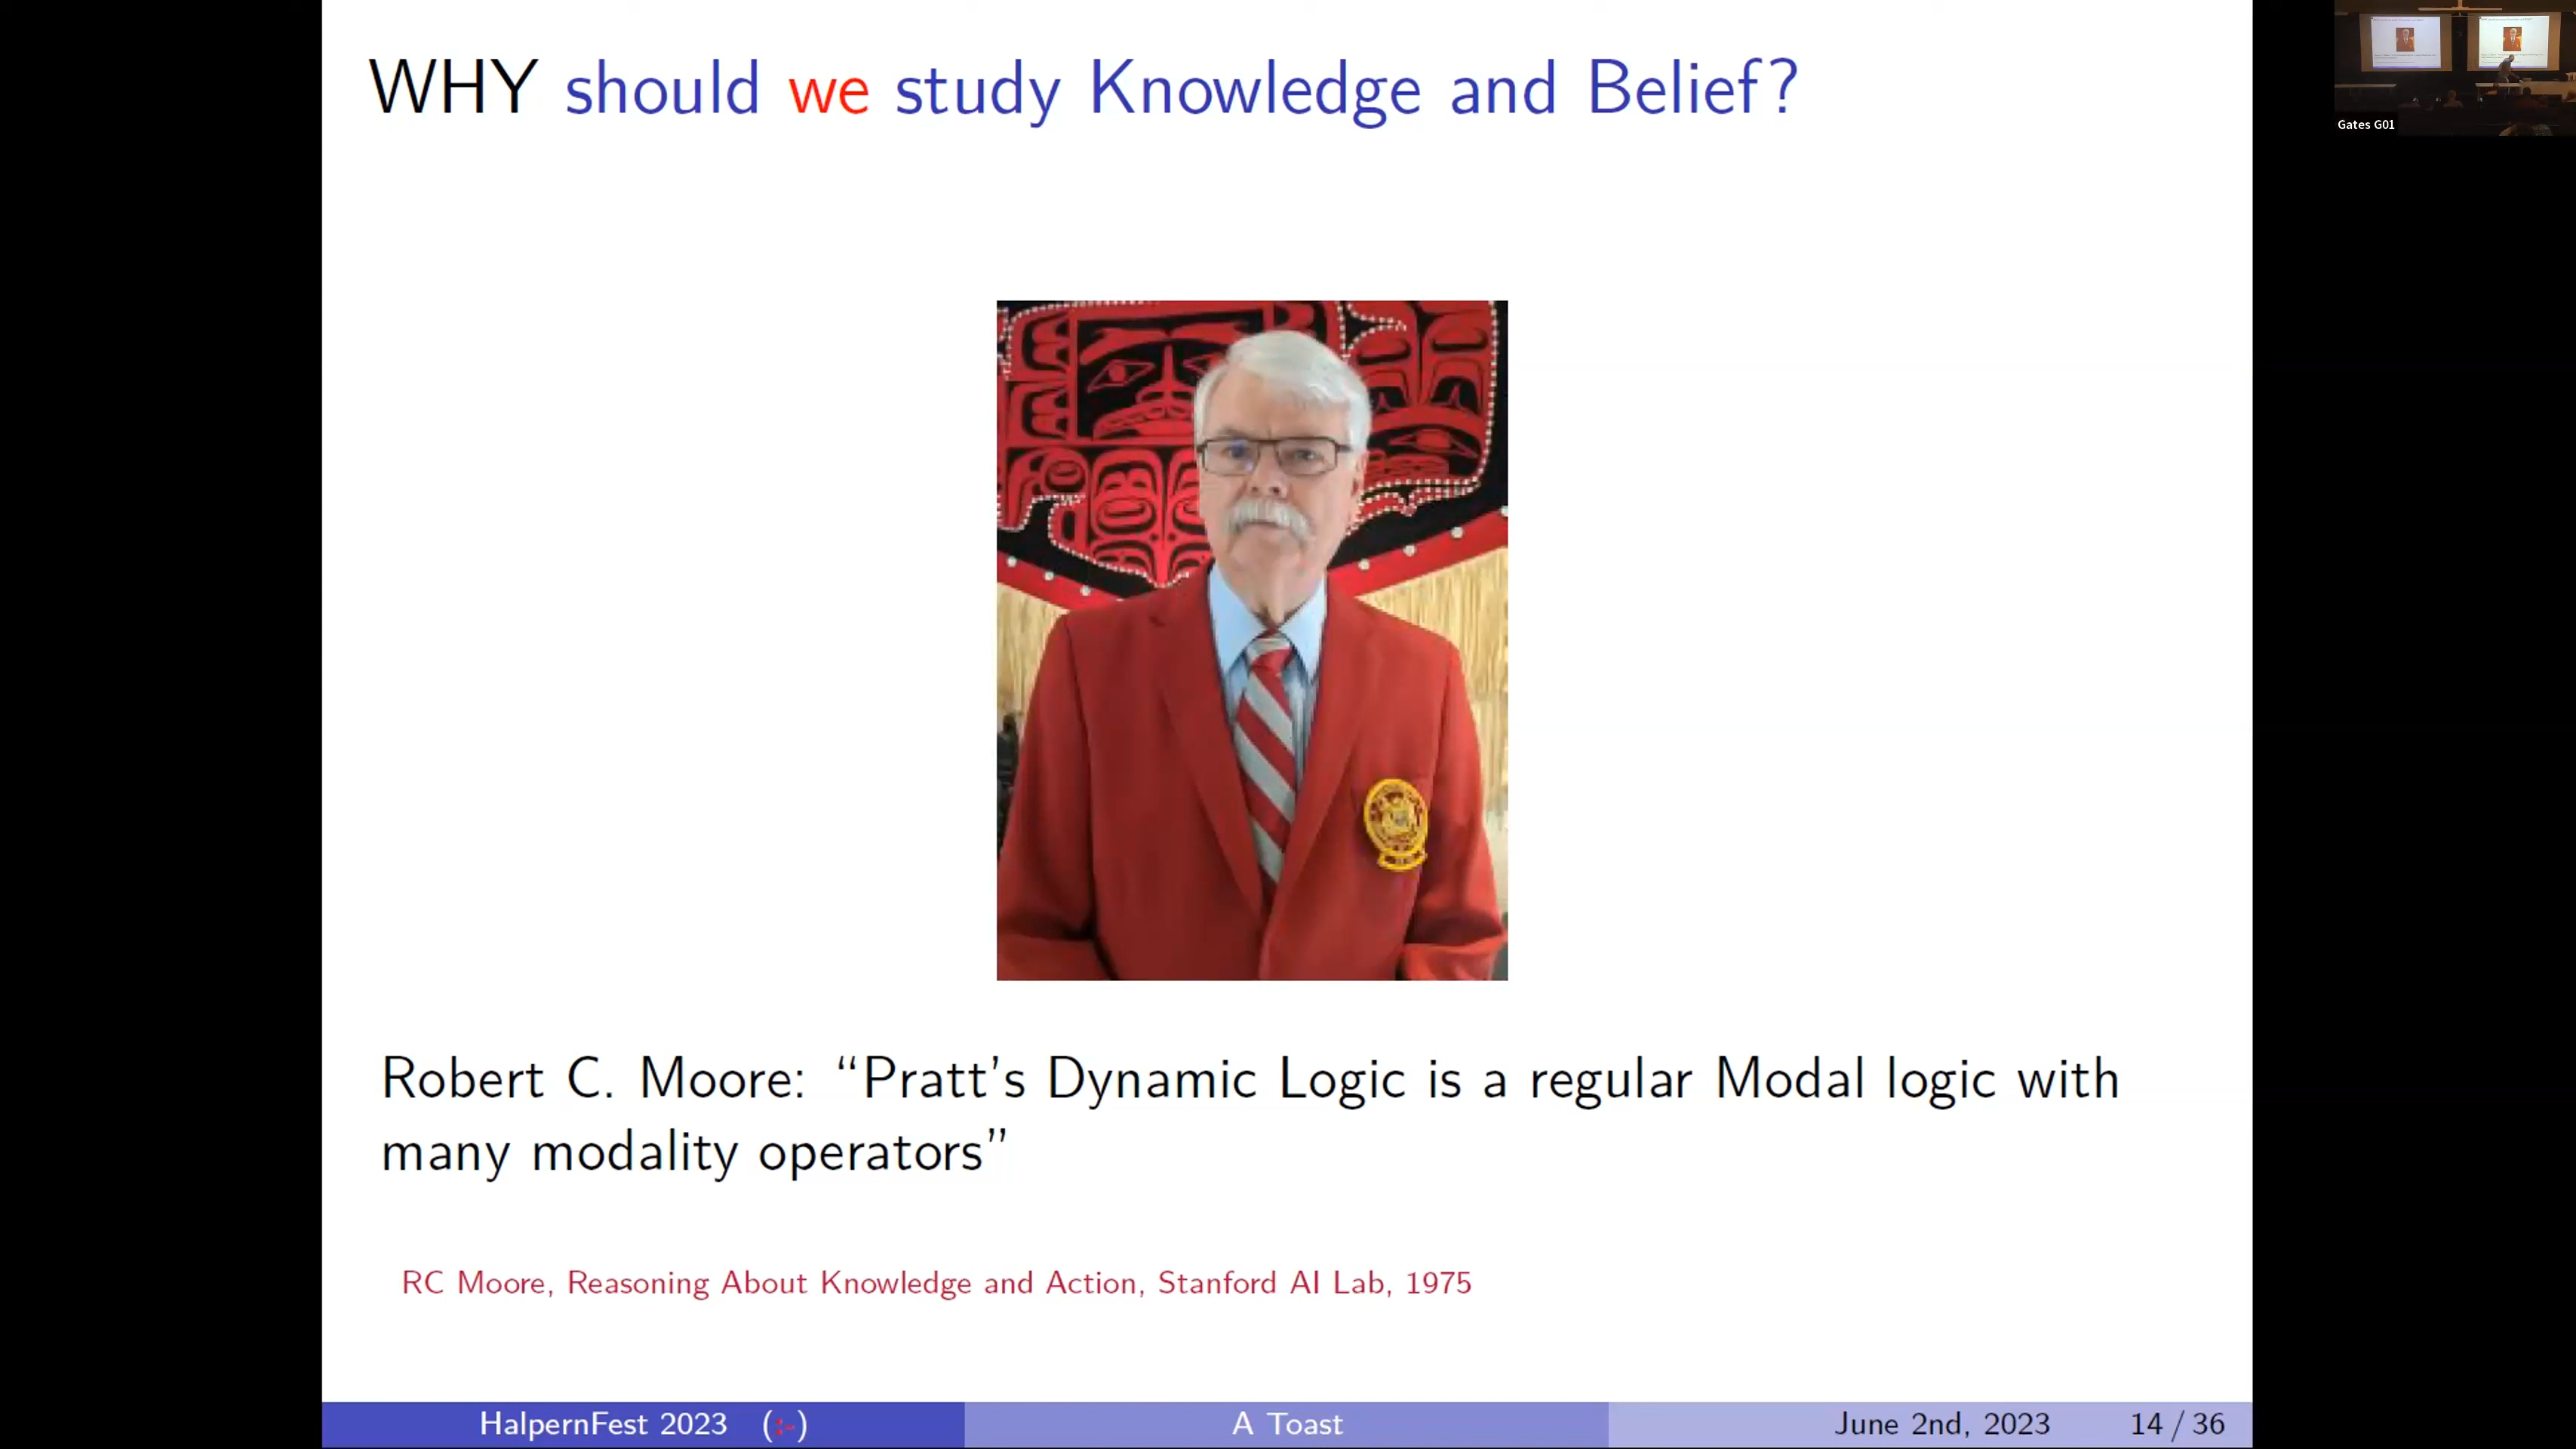 WHY should we study Knowledge and Belief?
Gates G01
Robert C. Moore: “Pratt’s Dynamic Logic is a regular Modal logic with
many modality operators”
RC Moore, Reasoning About Knowledge and Action, Stanford AI Lab, 1975
HalpernFest 2023 (:-) A Toast June 2nd, 2023 14 / 36